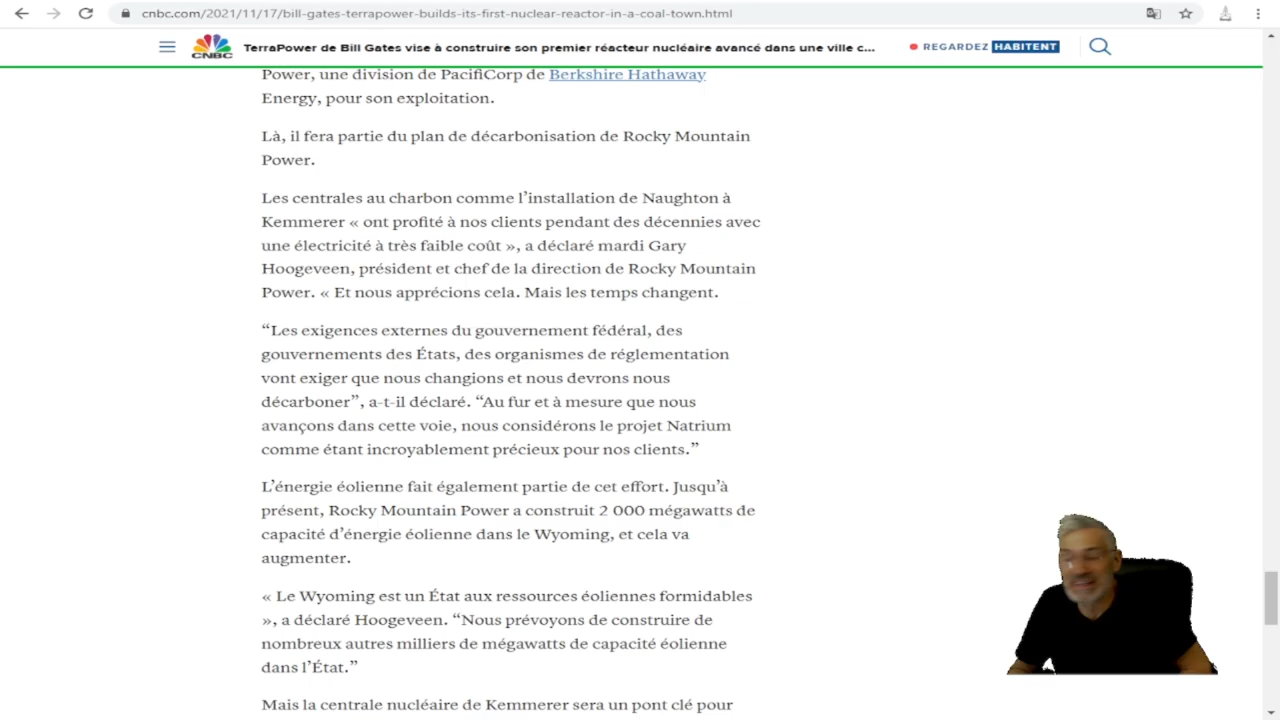 cnbc.com/2021/11/17/bill-gates-terrapower-builds-its-first-nuclear-reactor-in-a-coal-town.html
CNBC
TerraPower de Bill Gates vise à construire son premier réacteur nucléaire avancé dans une ville c...
REGARDEZ HABITENT
Power, une division de PacifiCorp de Berkshire Hathaway
Energy, pour son exploitation.
Là, il fera partie du plan de décarbonisation de Rocky Mountain
Power.
Les centrales au charbon comme l’installation de Naughton à
Kemmerer « ont profité à nos clients pendant des décennies avec
une électricité à très faible coût », a déclaré mardi Gary
Hoogeveen, président et chef de la direction de Rocky Mountain
Power. « Et nous apprécions cela. Mais les temps changent.
“Les exigences externes du gouvernement fédéral, des
gouvernements des États, des organismes de réglementation
vont exiger que nous changions et nous devrons nous
décarboner”, a-t-il déclaré. “Au fur et à mesure que nous
avançons dans cette voie, nous considérons le projet Natrium
comme étant incroyablement précieux pour nos clients.”
L’énergie éolienne fait également partie de cet effort. Jusqu’à
présent, Rocky Mountain Power a construit 2 000 mégawatts de
capacité d’énergie éolienne dans le Wyoming, et cela va
augmenter.
« Le Wyoming est un État aux ressources éoliennes formidables
», a déclaré Hoogeveen. “Nous prévoyons de construire de
nombreux autres milliers de mégawatts de capacité éolienne
dans l’État.”
Mais la centrale nucléaire de Kemmerer sera un pont clé pour